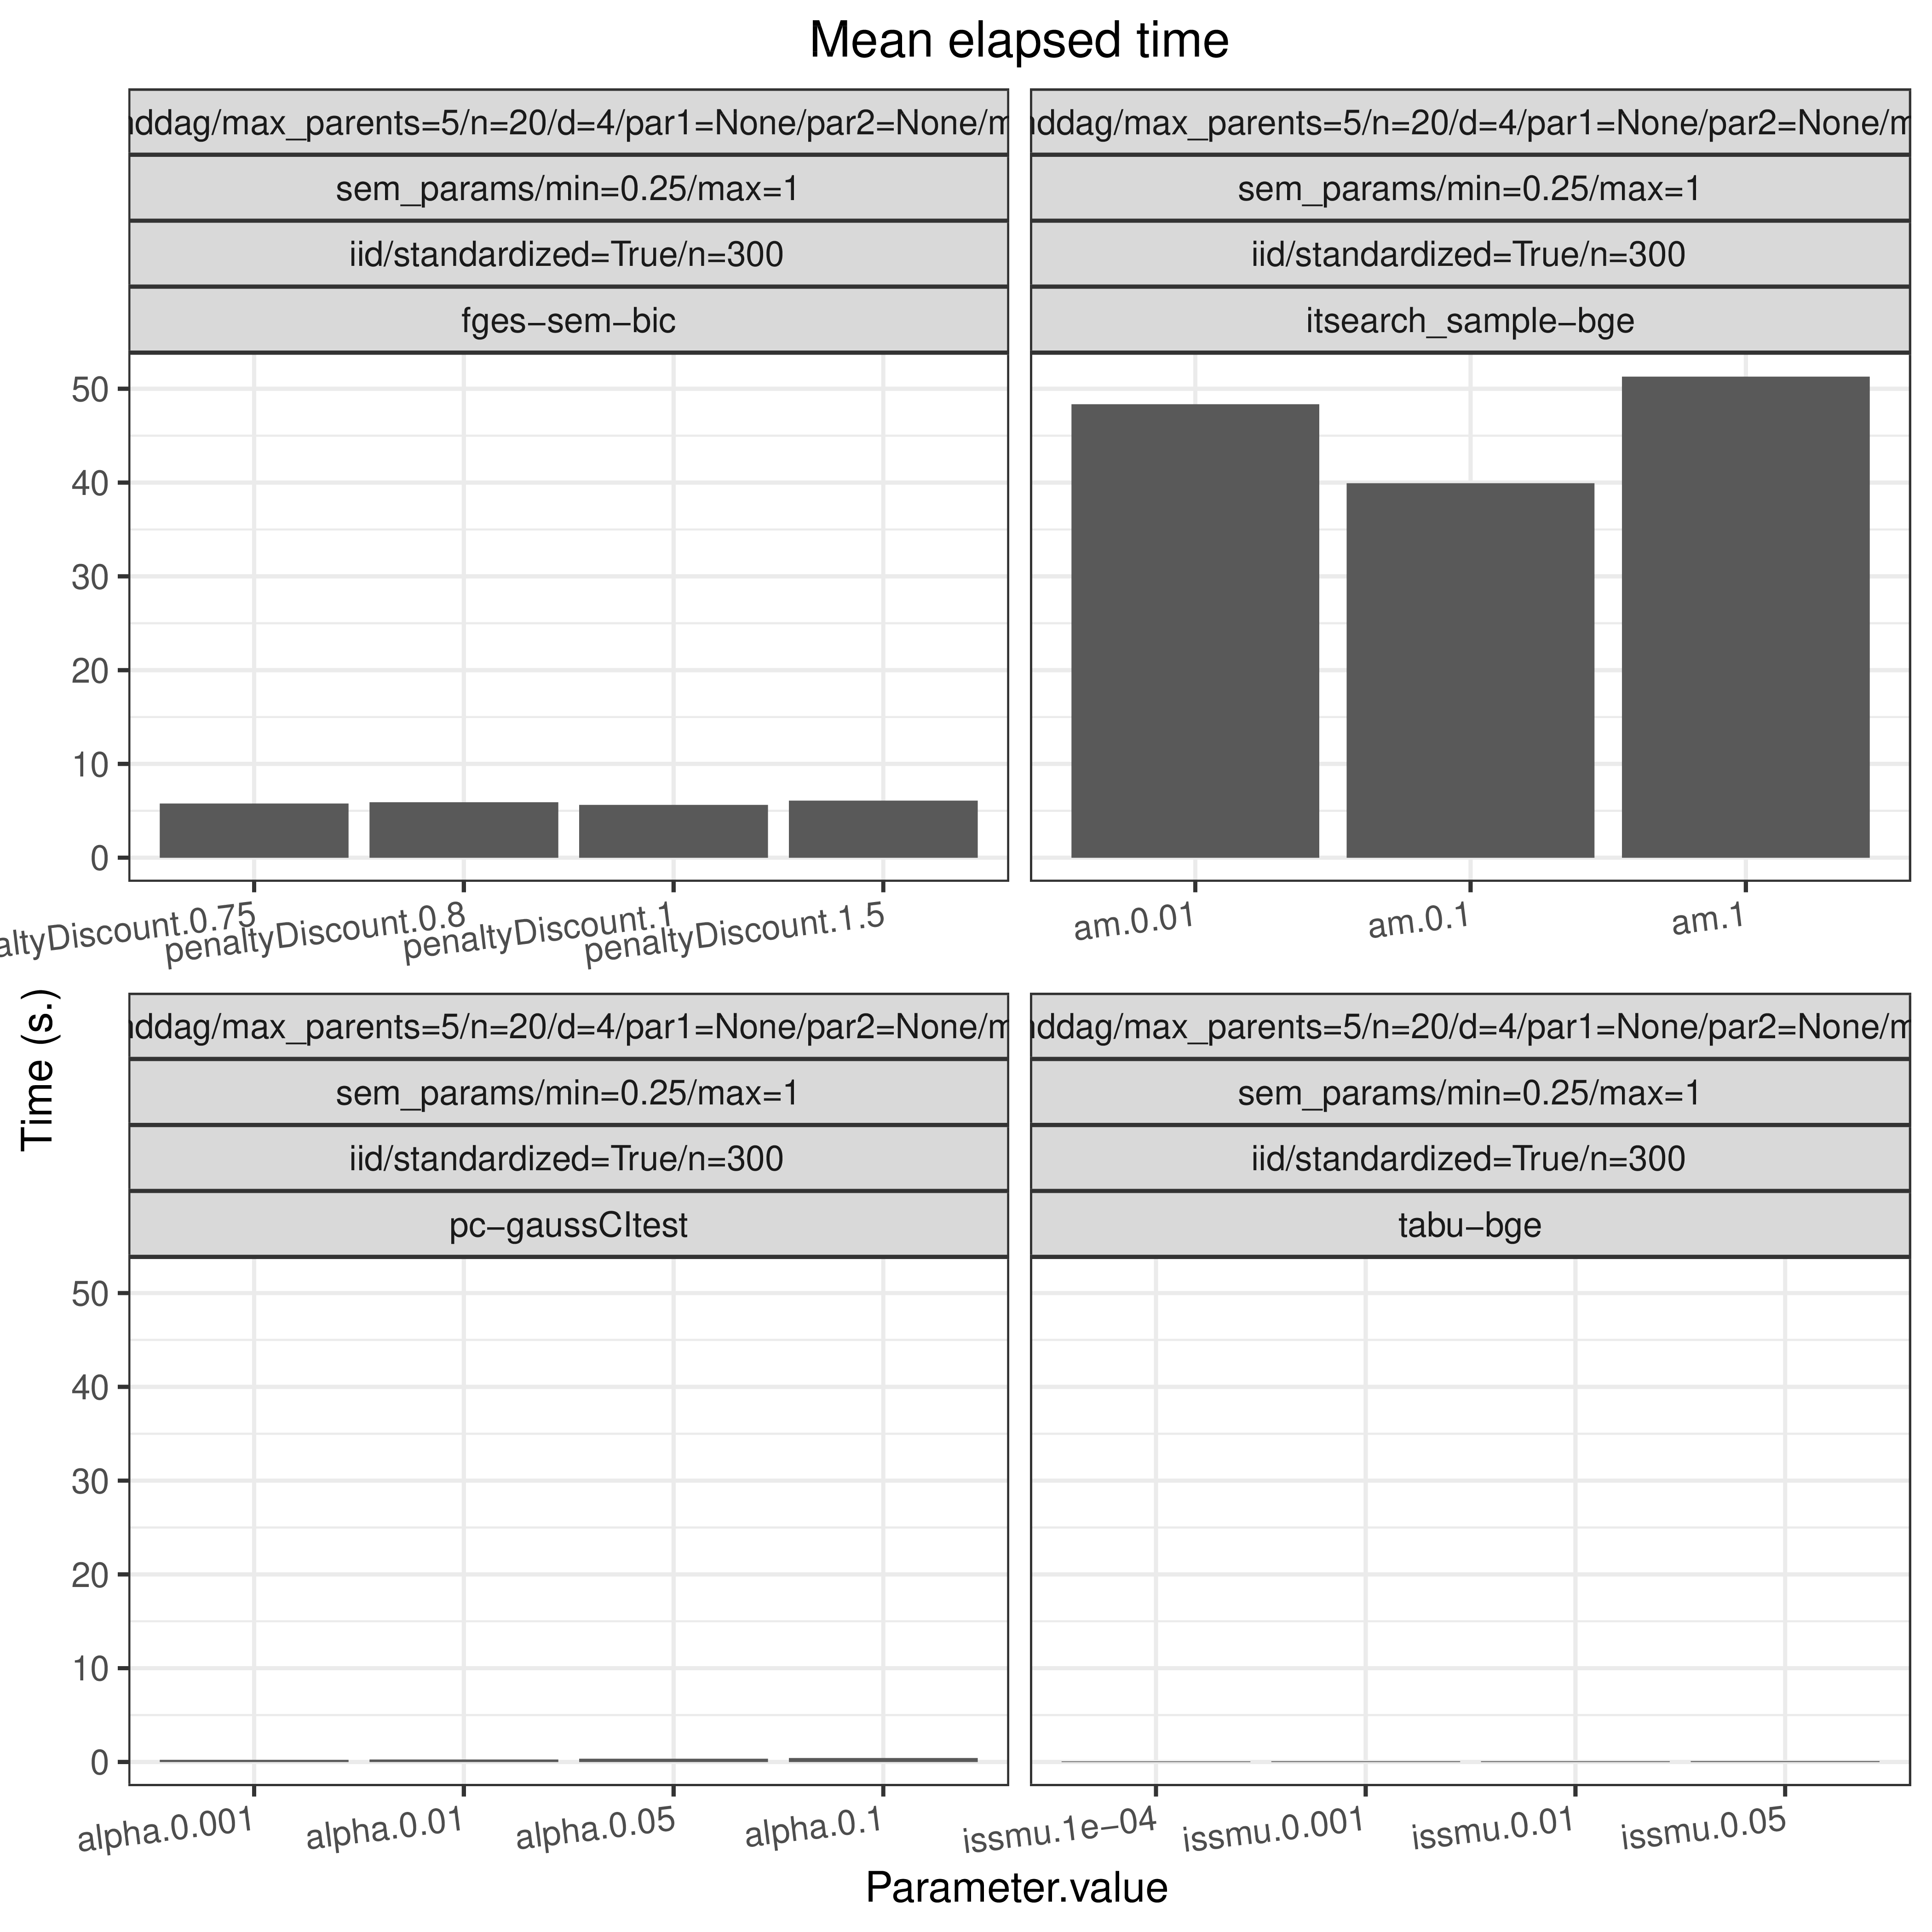 Mean elapsed time
nddag/max_parents=5/n=20/d=4/par1=None/par2=None/m
sem_params/min=0.25/max=1
iid/standardized=True/n=300
fges−sem−bic
nddag/max_parents=5/n=20/d=4/par1=None/par2=None/m
sem_params/min=0.25/max=1
iid/standardized=True/n=300
itsearch_sample−bge
50
40
30
20
10
0
altyDiscount.0.75
penaltyDiscount.0.8
penaltyDiscount.1
penaltyDiscount.1.5
am.0.01
am.0.1
am.1
Time (s.)
nddag/max_parents=5/n=20/d=4/par1=None/par2=None/m
sem_params/min=0.25/max=1
iid/standardized=True/n=300
pc−gaussCItest
nddag/max_parents=5/n=20/d=4/par1=None/par2=None/m
sem_params/min=0.25/max=1
iid/standardized=True/n=300
tabu−bge
50
40
30
20
10
0
alpha.0.001
alpha.0.01
alpha.0.05
alpha.0.1
issmu.1e−04
issmu.0.001
issmu.0.01
issmu.0.05
Parameter.value